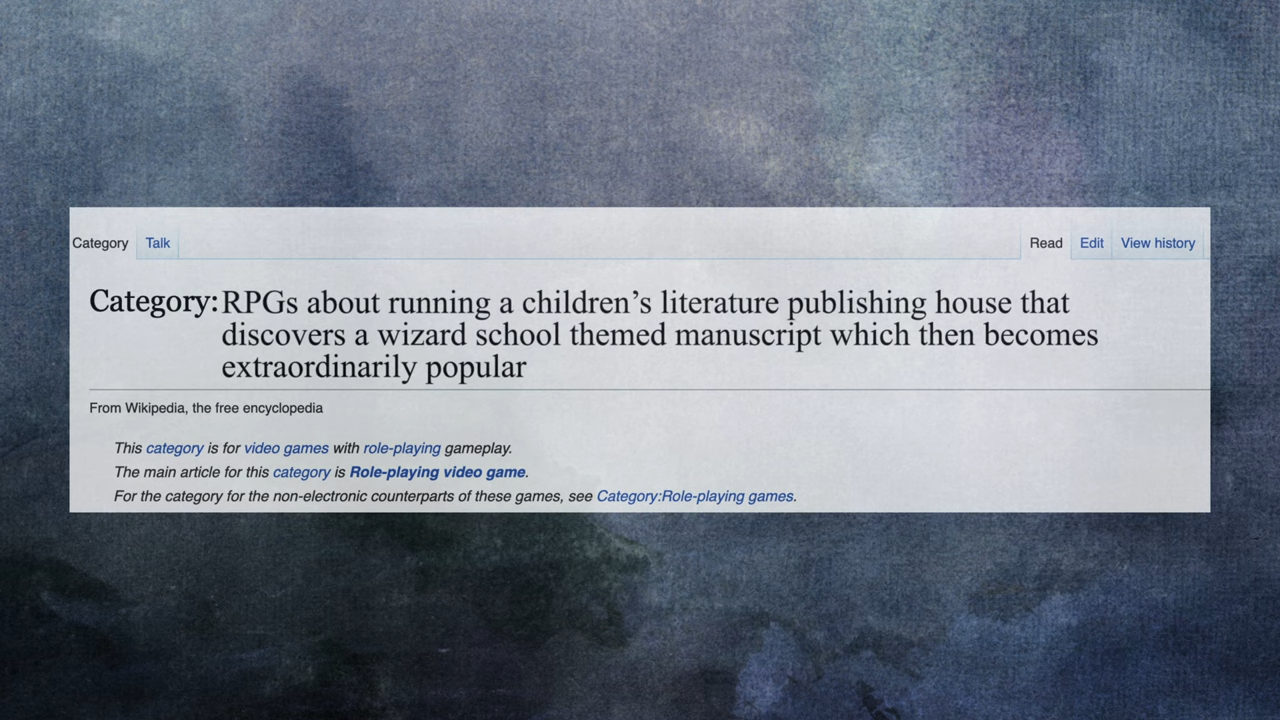 Category Talk Read Edit View history
Category: RPGs about running a children’s literature publishing house that
discovers a wizard school themed manuscript which then becomes
extraordinarily popular
From Wikipedia, the free encyclopedia
This category is for video games with role-playing gameplay.
The main article for this category is Role-playing video game.
For the category for the non-electronic counterparts of these games, see Category:Role-playing games.